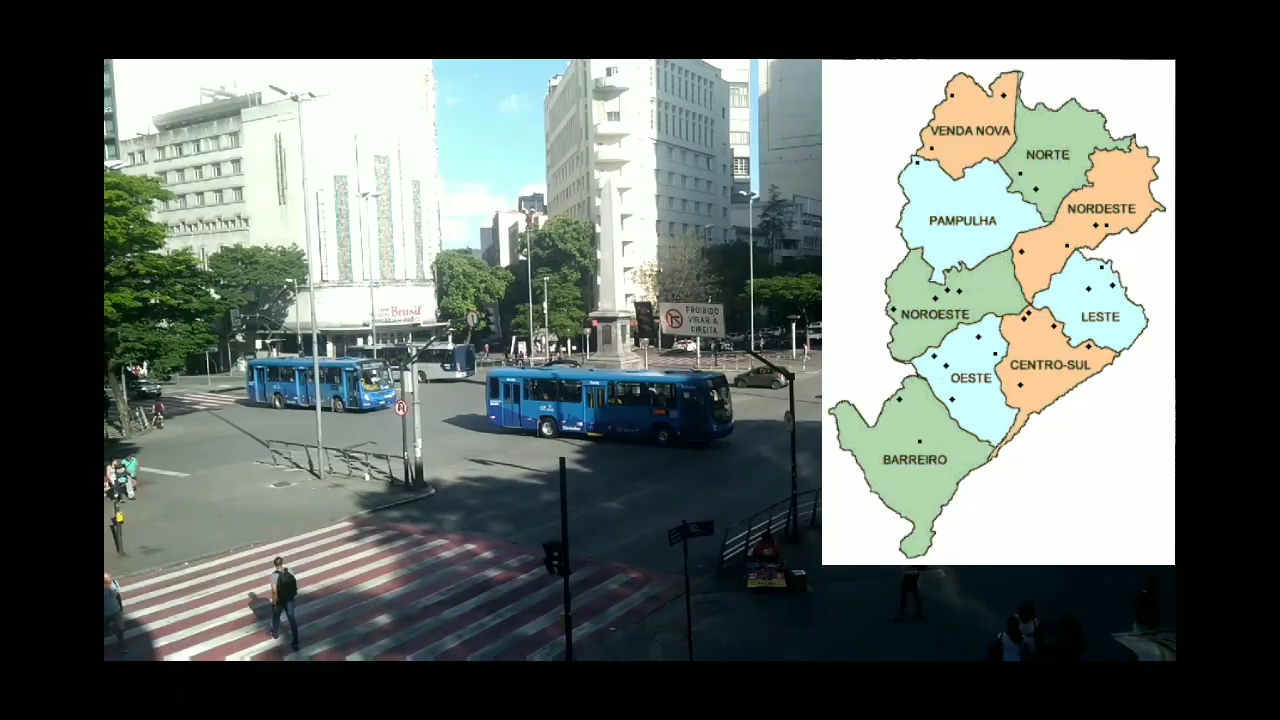 Brasil
PROIBIDO
VIRAR À
DIREITA
VENDA NOVA
NORTE
NORDESTE
PAMPULHA
NOROESTE
LESTE
CENTRO-SUL
OESTE
BARREIRO